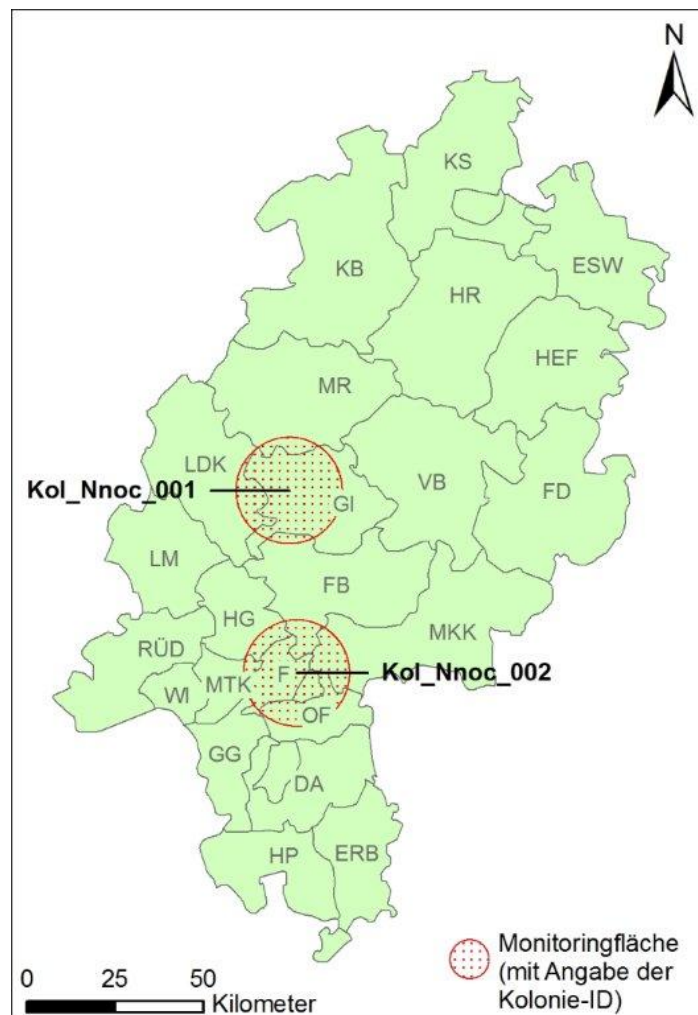 N
KS
KB
ESW
HR
HEF
MR
LDK
Kol_Nnoc_001
GI
VB
FD
LM
FB
HG
MKK
RÜD
F
Kol_Nnoc_002
WI
MTK
OF
GG
DA
HP
ERB
Monitoringfläche
(mit Angabe der
Kolonie-ID)
0 25 50
Kilometer